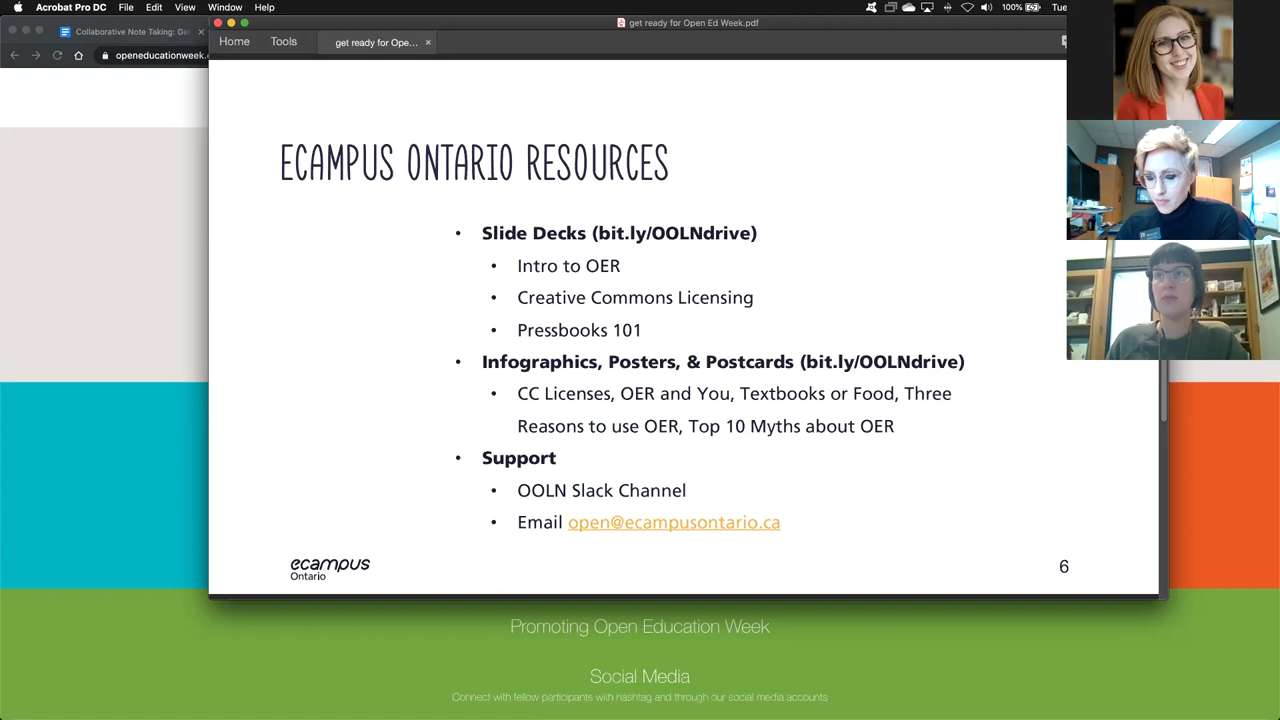 Acrobat Pro DC File Edit View Window Help 100% Tue
get ready for Open Ed Week.pdf
Collaborative Note Taking: Get
Home Tools get ready for Ope... ×
openeducationweek.o
ECAMPUS ONTARIO RESOURCES
• Slide Decks (bit.ly/OOLNdrive)
• Intro to OER
• Creative Commons Licensing
• Pressbooks 101
• Infographics, Posters, & Postcards (bit.ly/OOLNdrive)
• CC Licenses, OER and You, Textbooks or Food, Three
Reasons to use OER, Top 10 Myths about OER
• Support
• OOLN Slack Channel
• Email open@ecampusontario.ca
ecampus
Ontario
6
Promoting Open Education Week
Social Media
Connect with fellow participants with hashtag and through our social media accounts